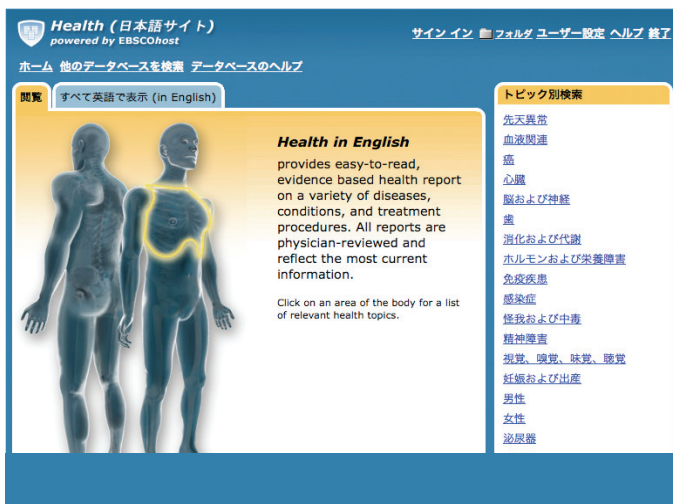 Health (日本語サイト)
powered by EBSCOhost
サイン イン フォルダ ユーザー設定 ヘルプ 終了
ホーム 他のデータベースを検索 データベースのヘルプ
閲覧 すべて英語で表示 (in English)
Health in English
provides easy-to-read,
evidence based health report
on a variety of diseases,
conditions, and treatment
procedures. All reports are
physician-reviewed and
reflect the most current
information.
Click on an area of the body for a list
of relevant health topics.
トピック別検索
先天異常
血液関連
癌
心臓
脳および神経
歯
消化および代謝
ホルモンおよび栄養障害
免疫疾患
感染症
怪我および中毒
精神障害
視覚、嗅覚、味覚、聴覚
妊娠および出産
男性
女性
泌尿器